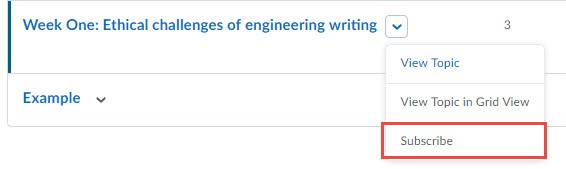 Week One: Ethical challenges of engineering writing 3
View Topic
Example
View Topic in Grid View
Subscribe